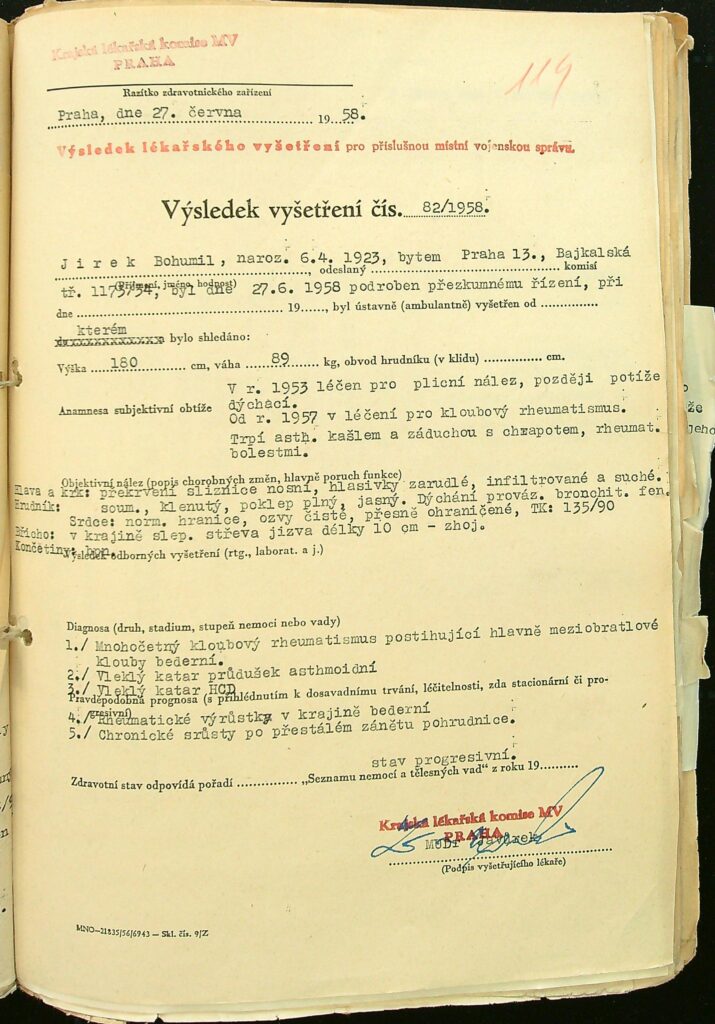 Krajská lékařská komise MV
PRAHA
119
Razítko zdravotnického zařízení
Praha, dne 27. června 1958.
Výsledek lékařského vyšetření pro příslušnou místní vojenskou správu.
Výsledek vyšetření čís. 82/1958.
Jirek Bohumil, naroz. 6.4. 1923, bytem Praha 13., Bajkalská
(Příjmení, jméno, hodnost) odeslaný komisí
tř. 1173/34, byl dne 27.6. 1958 podroben přezkumnému řízení, při
dne 19, byl ústavně (ambulantně) vyšetřen od
kterém
xxxxxxxxxxxxx bylo shledáno:
Výška 180 cm, váha 89 kg, obvod hrudníku (v klidu) cm.
V r. 1953 léčen pro plicní nález, později potíže
Anamnesa subjektivní obtíže dýchací.
Od r. 1957 v léčení pro kloubový rheumatismus.
Trpí asth. kašlem a záduchou s chrapotem, rheumat.
bolestmi.
Objektivní nález (popis chorobných změn, hlavně poruch funkce)
Hlava a krk: překrvení sliznice nosní, hlasivky zarudlé, infiltrované a suché.
Hrudník: soum., klenutý, poklep plný, jasný. Dýchání prováz. bronchit. fen.
Srdce: norm. hranice, ozvy čisté, přesně ohraničené, TK: 135/90
Břicho: v krajině slep. střeva jizva délky 10 cm - zhoj.
Končetiny: bpn.
Výsledek odborných vyšetření (rtg., laborat. a j.)
Diagnosa (druh, stadium, stupeň nemoci nebo vady)
1./ Mnohočetný kloubový rheumatismus postihující hlavně meziobratlové
klouby bederní.
2./ Vleklý katar průdušek asthmoidní
3./ Vleklý katar HCD
Pravděpodobná prognosa (s přihlédnutím k dosavadnímu trvání, léčitelnosti, zda stacionární či pro-
gresivní)
4./ Rheumatické výrůstky v krajině bederní
5./ Chronické srůsty po přestálém zánětu pohrudnice.
stav progresivní.
Zdravotní stav odpovídá pořadí „Seznamu nemocí a tělesných vad" z roku 19
Krajská lékařská komise MV
PRAHA
MUDr
(Podpis vyšetřujícího lékaře)
MNO—21835/56/6943 — Skl. čís. 9/Z
že
jeho